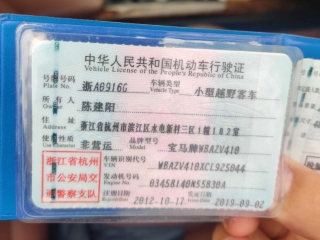 中华人民共和国机动车行驶证
Vehicle License of the People's Republic of China
号牌号码 浙A0916G 车辆类型 小型越野客车
Plate No. Vehicle Type
所有人 陈建阳
Owner
住址 浙江省杭州市滨江区水电新村三区1幢102室
使用性质 非营运 品牌型号 宝马牌WBAZV410
Use Character Model
浙江省杭州
市公安局交
通警察支队
车辆识别代号 WBAZV410XCL925044
VIN
发动机号码 03458140N55B30A
Engine No.
2012-10-17 发证日期 2019-09-02